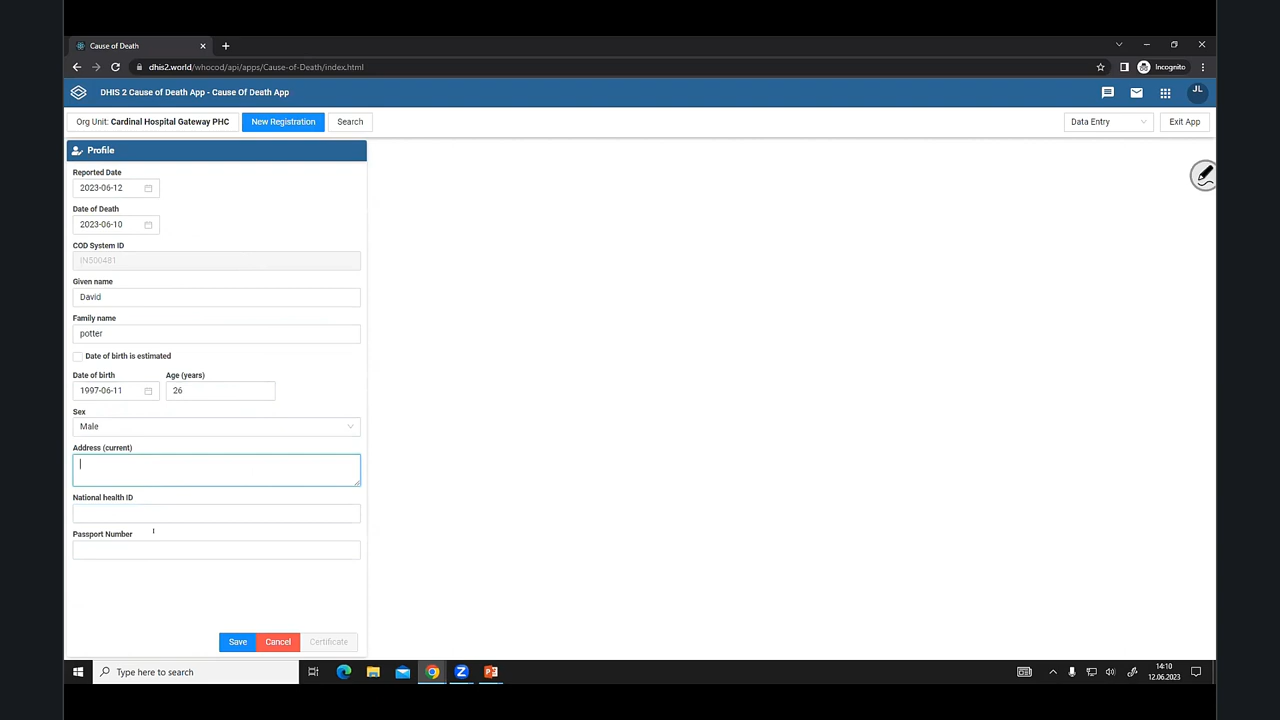 Cause of Death
dhis2.world/whocod/api/apps/Cause-of-Death/index.html
Incognito
DHIS 2 Cause of Death App - Cause Of Death App
JL
Org Unit: Cardinal Hospital Gateway PHC
New Registration
Search
Data Entry
Exit App
Profile
Reported Date
2023-06-12
Date of Death
2023-06-10
COD System ID
IN500481
Given name
David
Family name
potter
Date of birth is estimated
Date of birth Age (years)
1997-06-11 26
Sex
Male
Address (current)
National health ID
Passport Number
Save Cancel Certificate
Type here to search
14:10
12.06.2023